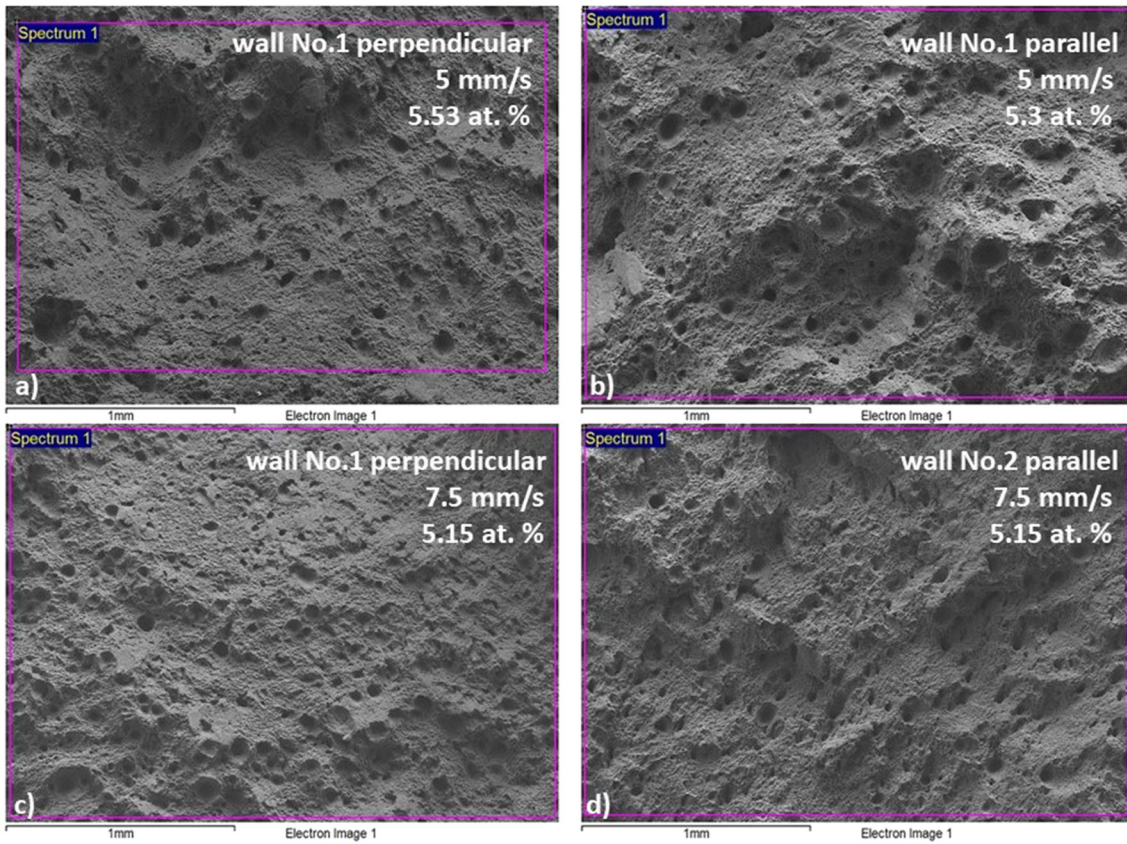 Spectrum 1
wall No.1 perpendicular
5 mm/s
5.53 at. %
a)
1mm
Electron Image 1
Spectrum 1
wall No.1 parallel
5 mm/s
5.3 at. %
b)
1mm
Electron Image 1
Spectrum 1
wall No.1 perpendicular
7.5 mm/s
5.15 at. %
c)
1mm
Electron Image 1
Spectrum 1
wall No.2 parallel
7.5 mm/s
5.15 at. %
d)
1mm
Electron Image 1